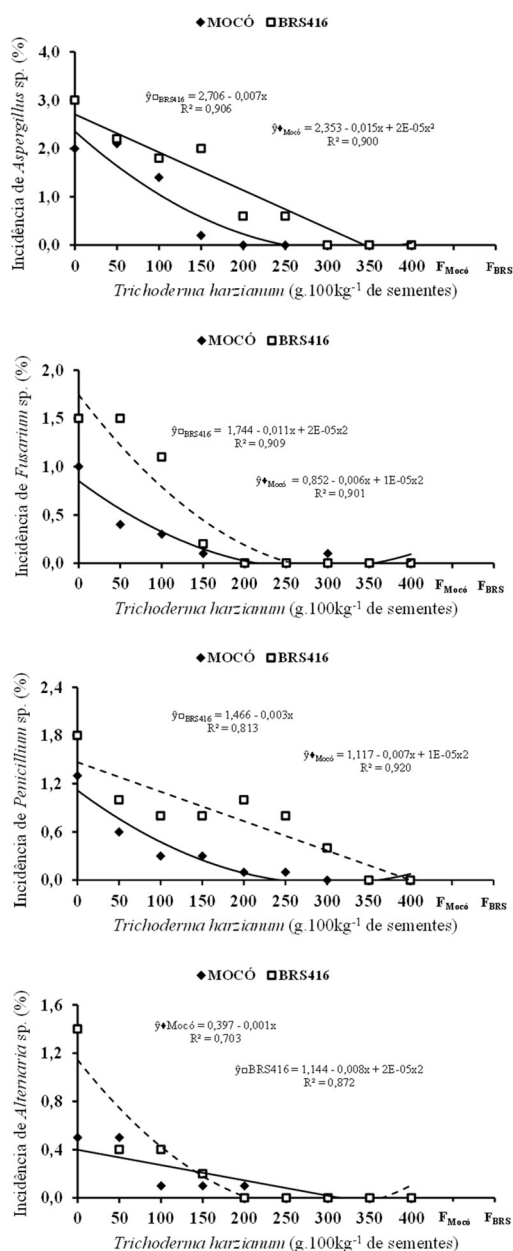 ◆MOCÓ □BRS416
Incidência de Aspergillus sp. (%)
4,0
3,0
2,0
1,0
0,0
ŷ□BRS416 = 2,706 - 0,007x
R² = 0,906
ŷ♦Mocó = 2,353 - 0,015x + 2E-05x²
R² = 0,900
0 50 100 150 200 250 300 350 400 FMocó FBRS
Trichoderma harzianum (g.100kg⁻¹ de sementes)
◆MOCÓ □BRS416
Incidência de Fusarium sp. (%)
2,0
1,5
1,0
0,5
0,0
ŷ□BRS416 = 1,744 - 0,011x + 2E-05x2
R² = 0,909
ŷ♦Mocó = 0,852 - 0,006x + 1E-05x2
R² = 0,901
0 50 100 150 200 250 300 350 400 FMocó FBRS
Trichoderma harzianum (g.100kg⁻¹ de sementes)
◆MOCÓ □BRS416
Incidência de Penicillium sp. (%)
2,4
1,8
1,2
0,6
0,0
ŷ□BRS416 = 1,466 - 0,003x
R² = 0,813
ŷ♦Mocó = 1,117 - 0,007x + 1E-05x2
R² = 0,920
0 50 100 150 200 250 300 350 400 FMocó FBRS
Trichoderma harzianum (g.100kg⁻¹ de sementes)
◆MOCÓ □BRS416
Incidência de Alternaria sp. (%)
1,6
1,2
0,8
0,4
0,0
ŷ♦Mocó = 0,397 - 0,001x
R² = 0,703
ŷ□BRS416 = 1,144 - 0,008x + 2E-05x2
R² = 0,872
0 50 100 150 200 250 300 350 400 FMocó FBRS
Trichoderma harzianum (g.100kg⁻¹ de sementes)